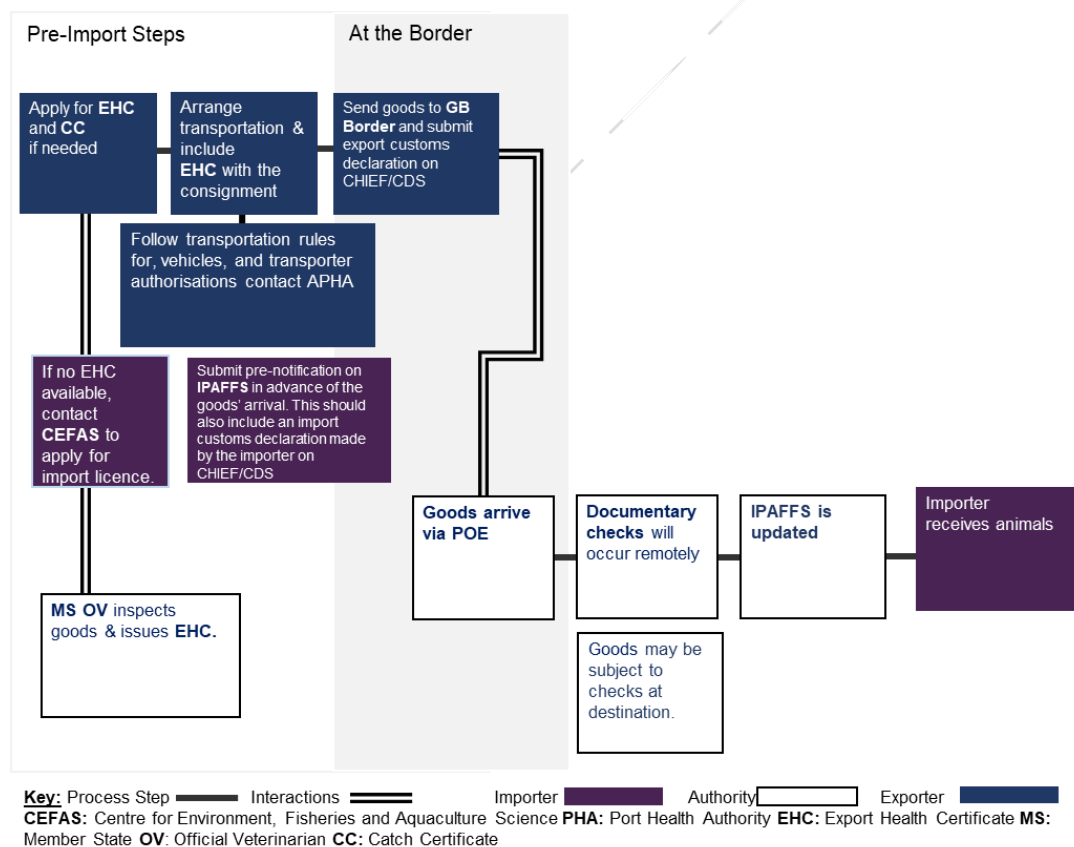 Pre-Import Steps
At the Border
Apply for EHC
and CC
if needed
Arrange
transportation &
include
EHC with the
consignment
Send goods to GB
Border and submit
export customs
declaration on
CHIEF/CDS
Follow transportation rules
for, vehicles, and transporter
authorisations contact APHA
If no EHC
available,
contact
CEFAS to
apply for
import licence.
Submit pre-notification on
IPAFFS in advance of the
goods' arrival. This should
also include an import
customs declaration made
by the importer on
CHIEF/CDS
MS OV inspects
goods & issues EHC.
Goods arrive
via POE
Documentary
checks will
occur remotely
IPAFFS is
updated
Importer
receives animals
Goods may be
subject to
checks at
destination.
Key: Process Step Interactions Importer Authority Exporter
CEFAS: Centre for Environment, Fisheries and Aquaculture Science PHA: Port Health Authority EHC: Export Health Certificate MS:
Member State OV: Official Veterinarian CC: Catch Certificate